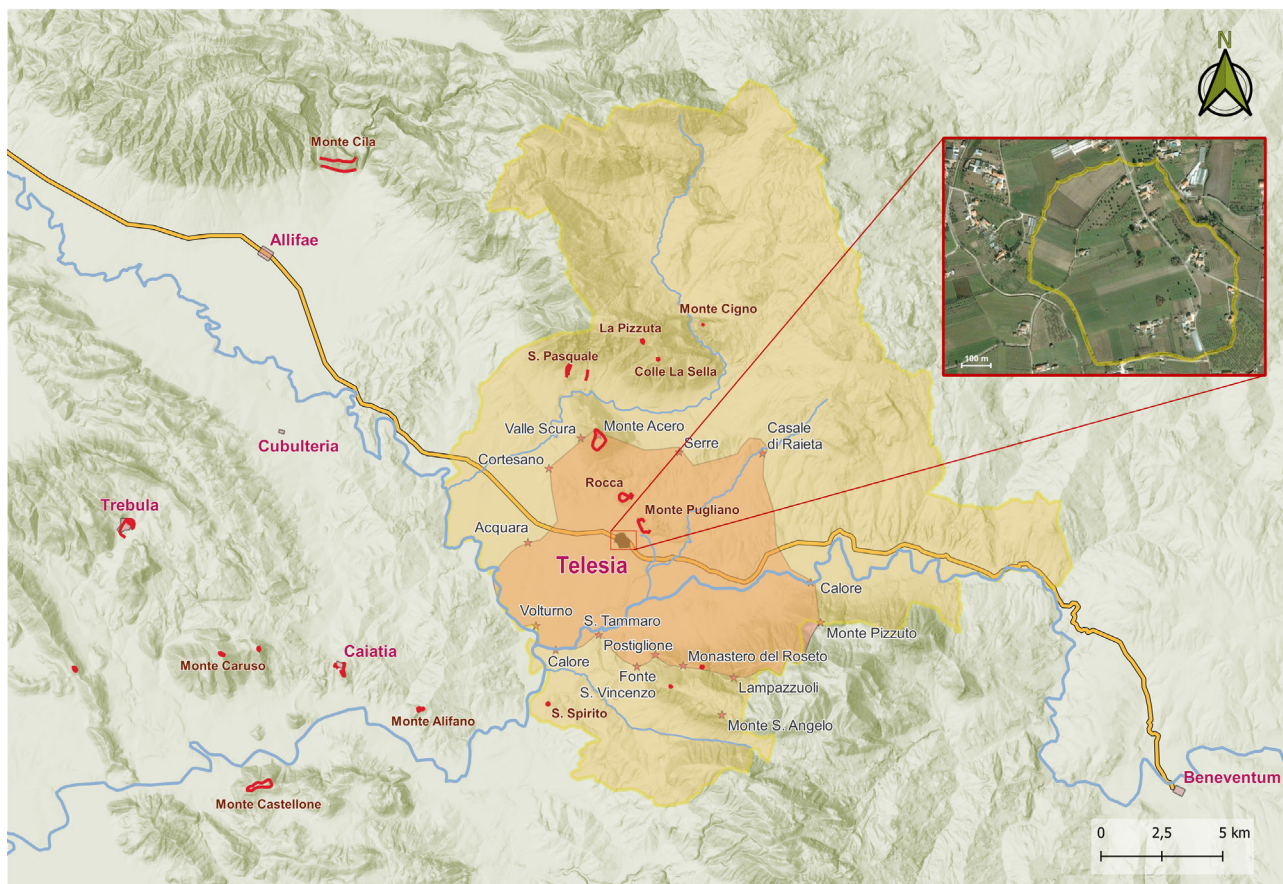 N
Monte Cila
Allifae
Monte Cigno
La Pizzuta
S. Pasquale
Colle La Sella
100 m
Valle Scura
Monte Acero
Casale
di Raieta
Serre
Cubulteria
Cortesano
Rocca
Trebula
Monte Pugliano
Acquara
Telesia
Calore
Volturno
S. Tammaro
Monte Pizzuto
Postiglione
Caiatia
Monte Caruso
Calore
Monastero del Roseto
Fonte
S. Vincenzo
Lampazzuoli
S. Spirito
Monte Alifano
Monte S. Angelo
Beneventum
Monte Castellone
0 2,5 5 km